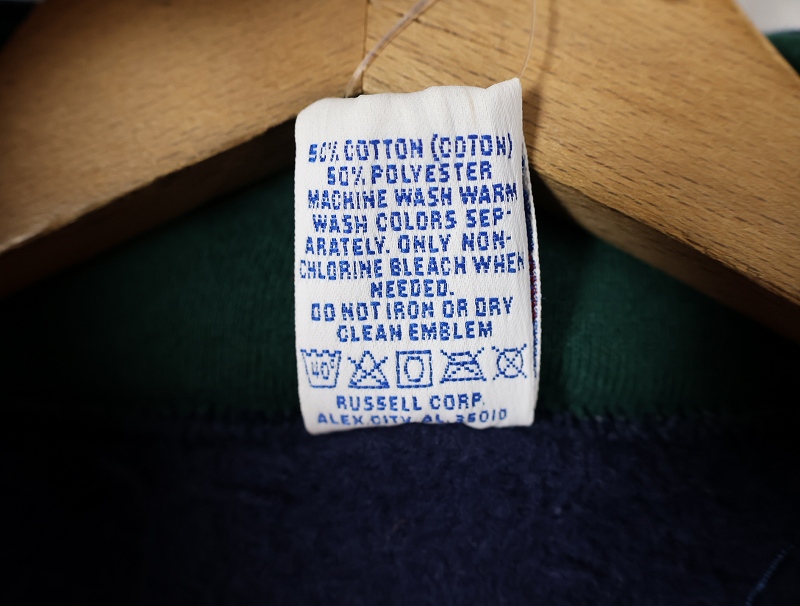 50% COTTON (COTON)
50% POLYESTER
MACHINE WASH WARM
WASH COLORS SEP-
ARATELY. ONLY NON-
CHLORINE BLEACH WHEN
NEEDED.
DO NOT IRON OR DRY
CLEAN EMBLEM
40°
RUSSELL CORP.
ALEX CITY, AL 35010